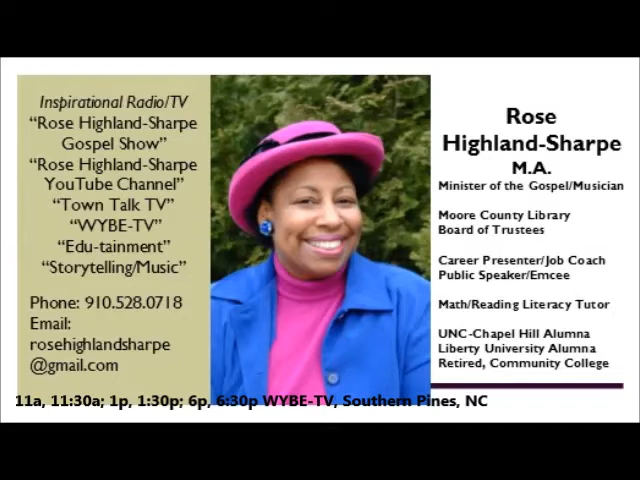 Inspirational Radio/TV
“Rose Highland-Sharpe
Gospel Show”
“Rose Highland-Sharpe
YouTube Channel”
“Town Talk TV”
“WYBE-TV”
“Edu-tainment”
“Storytelling/Music”
Phone: 910.528.0718
Email:
rosehighlandsharpe
@gmail.com
Rose
Highland-Sharpe
M.A.
Minister of the Gospel/Musician
Moore County Library
Board of Trustees
Career Presenter/Job Coach
Public Speaker/Emcee
Math/Reading Literacy Tutor
UNC-Chapel Hill Alumna
Liberty University Alumna
Retired, Community College
11a, 11:30a; 1p, 1:30p; 6p, 6:30p WYBE-TV, Southern Pines, NC